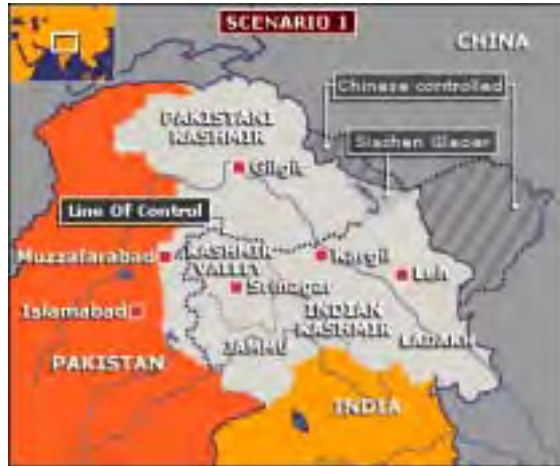 SCENARIO 1
CHINA
Chinese controlled
PAKISTANI
KASHMIR
Siachen Glacier
Gilgit
Line Of Control
Muzzafarabad
KASHMIR
VALLEY
Kargil
Leh
Srinagar
Islamabad
INDIAN
KASHMIR
LADAKH
JAMMU
PAKISTAN
INDIA